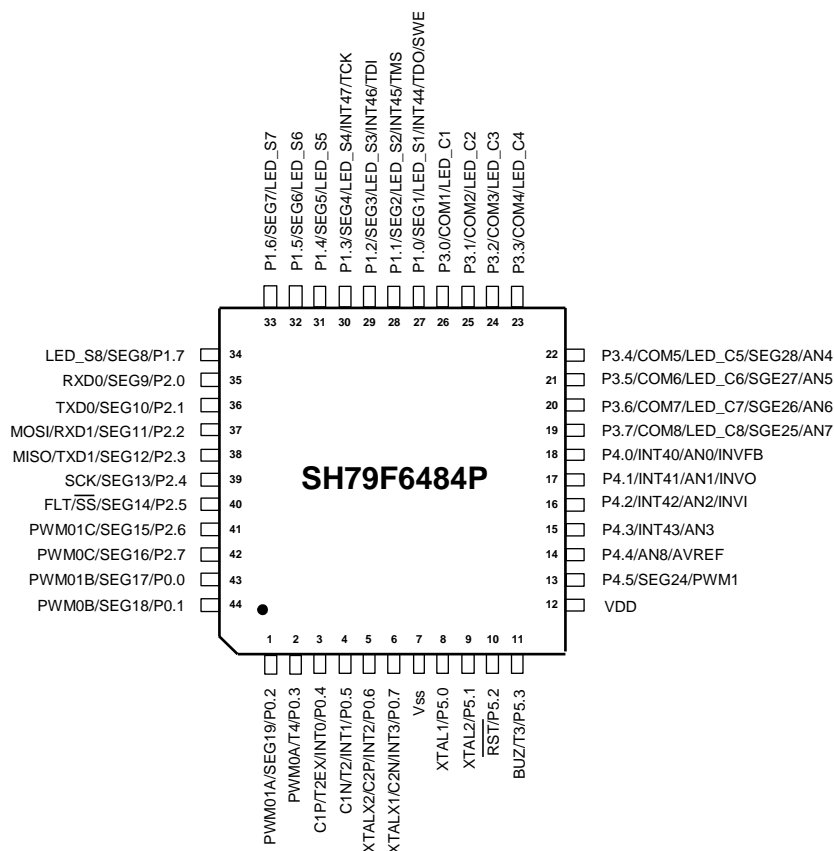 P1.6/SEG7/LED_S7
P1.5/SEG6/LED_S6
P1.4/SEG5/LED_S5
P1.3/SEG4/LED_S4/INT47/TCK
P1.2/SEG3/LED_S3/INT46/TDI
P1.1/SEG2/LED_S2/INT45/TMS
P1.0/SEG1/LED_S1/INT44/TDO/SWE
P3.0/COM1/LED_C1
P3.1/COM2/LED_C2
P3.2/COM3/LED_C3
P3.3/COM4/LED_C4
33 32 31 30 29 28 27 26 25 24 23
LED_S8/SEG8/P1.7 34
RXD0/SEG9/P2.0 35
TXD0/SEG10/P2.1 36
MOSI/RXD1/SEG11/P2.2 37
MISO/TXD1/SEG12/P2.3 38
SCK/SEG13/P2.4 39
FLT/SS/SEG14/P2.5 40
PWM01C/SEG15/P2.6 41
PWM0C/SEG16/P2.7 42
PWM01B/SEG17/P0.0 43
PWM0B/SEG18/P0.1 44
SH79F6484P
22 P3.4/COM5/LED_C5/SEG28/AN4
21 P3.5/COM6/LED_C6/SGE27/AN5
20 P3.6/COM7/LED_C7/SGE26/AN6
19 P3.7/COM8/LED_C8/SGE25/AN7
18 P4.0/INT40/AN0/INVFB
17 P4.1/INT41/AN1/INVO
16 P4.2/INT42/AN2/INVI
15 P4.3/INT43/AN3
14 P4.4/AN8/AVREF
13 P4.5/SEG24/PWM1
12 VDD
1 2 3 4 5 6 7 8 9 10 11
PWM01A/SEG19/P0.2
PWM0A/T4/P0.3
C1P/T2EX/INT0/P0.4
C1N/T2/INT1/P0.5
XTALX2/C2P/INT2/P0.6
XTALX1/C2N/INT3/P0.7
Vss
XTAL1/P5.0
XTAL2/P5.1
RST/P5.2
BUZ/T3/P5.3